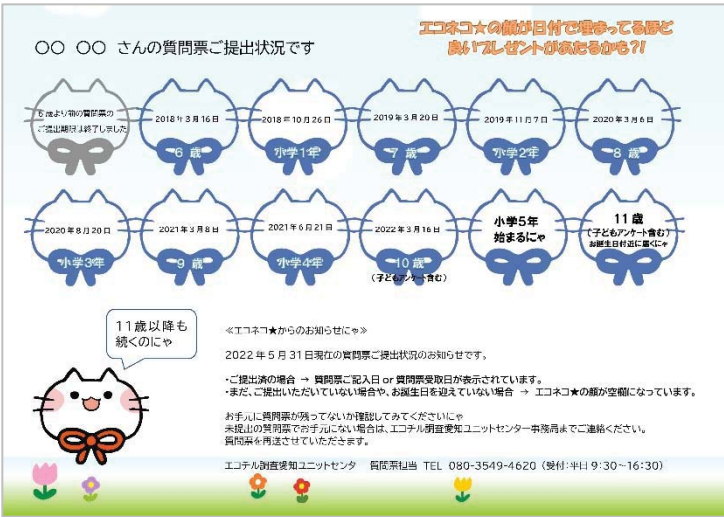 エコネコ★の顔が日付で埋まってるほど
良いプレゼントがあたるかも?!
〇〇 〇〇 さんの質問票ご提出状況です
6歳より前の質問票の
ご提出期限は終了しました
2018年3月16日
6 歳
2018年10月26日
小学1年
2019年3月20日
7 歳
2019年11月7日
小学2年
2020年3月6日
8 歳
2020年8月20日
小学3年
2021年3月8日
9 歳
2021年6月21日
小学4年
2022年3月16日
10 歳
(子どもアンケート含む)
小学5年
始まるにゃ
11 歳
(子どもアンケート含む)
お誕生日付近に届くにゃ
11歳以降も
続くのにゃ
≪エコネコ★からのお知らせにゃ≫
2022年5月31日現在の質問票ご提出状況のお知らせです。
・ご提出済の場合 → 質問票ご記入日 or 質問票受取日が表示されています。
・まだ、ご提出いただいていない場合や、お誕生日を迎えていない場合 → エコネコ★の顔が空欄になっています。
お手元に質問票が残ってないか確認してみてくださいにゃ
未提出の質問票でお手元にない場合は、エコチル調査愛知ユニットセンター事務局までご連絡ください。
質問票を再送させていただきます。
エコチル調査愛知ユニットセンタ 質問票担当 TEL 080-3549-4620 (受付:平日 9:30~16:30)